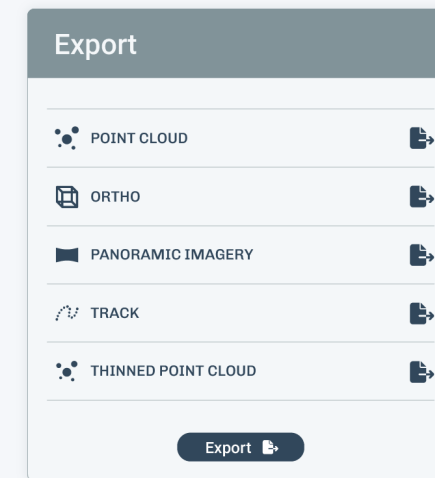 Export
POINT CLOUD
ORTHO
PANORAMIC IMAGERY
TRACK
THINNED POINT CLOUD
Export